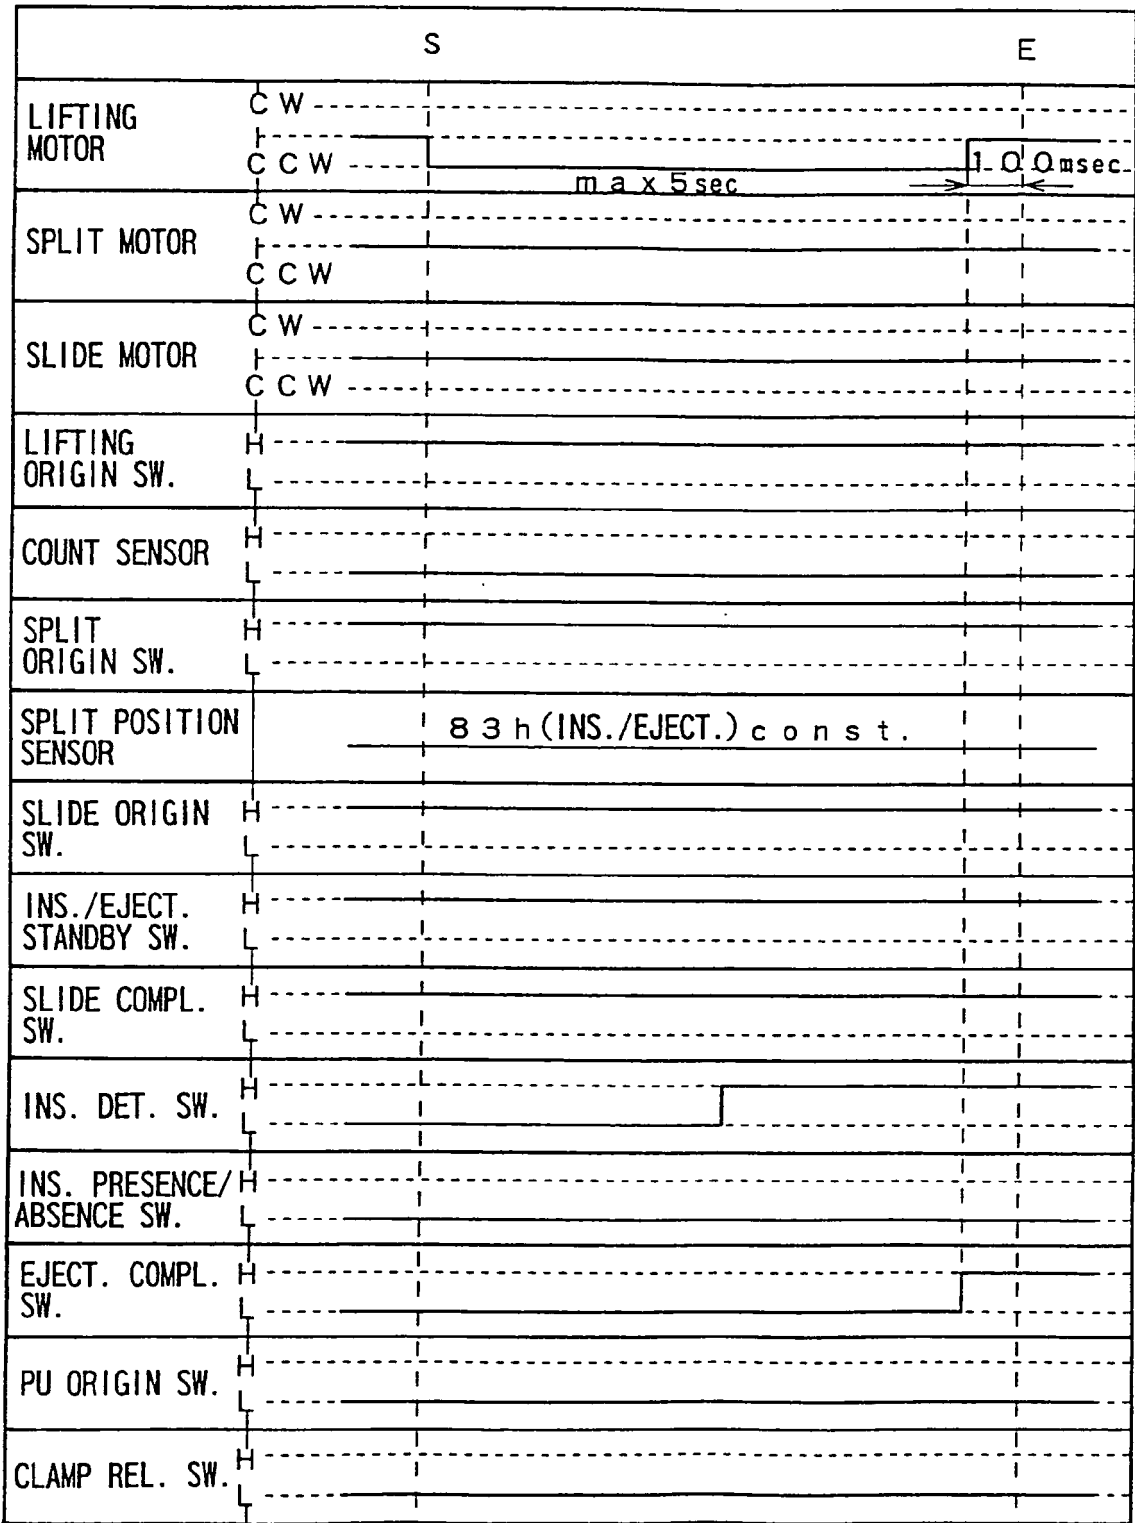 S E
LIFTING MOTOR
CW
CCW
max 5sec
100msec
SPLIT MOTOR
CW
CCW
SLIDE MOTOR
CW
CCW
LIFTING
ORIGIN SW.
H
L
COUNT SENSOR
H
L
SPLIT
ORIGIN SW.
H
L
SPLIT POSITION
SENSOR
83h(INS./EJECT.)const.
SLIDE ORIGIN
SW.
H
L
INS./EJECT.
STANDBY SW.
H
L
SLIDE COMPL.
SW.
H
L
INS. DET. SW.
H
L
INS. PRESENCE/
ABSENCE SW.
H
L
EJECT. COMPL.
SW.
H
L
PU ORIGIN SW.
H
L
CLAMP REL. SW.
H
L